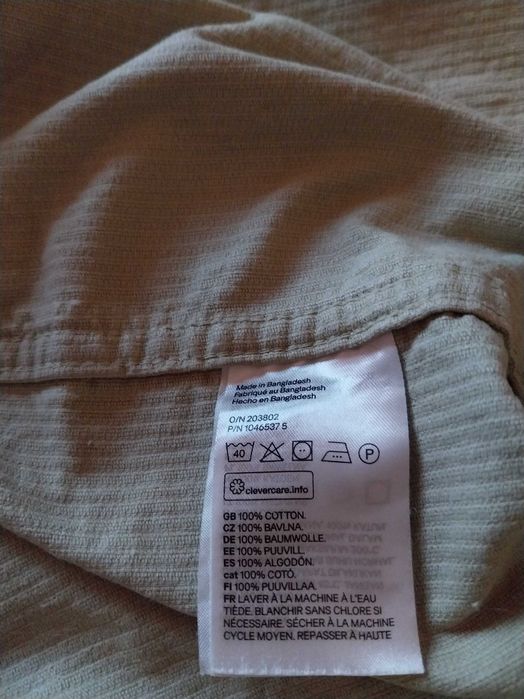 Made in Bangladesh
Fabriqué au Bangladesh
Hecho en Bangladesh
O/N 203802
P/N 1046537 5
40 P
clevercare.info
GB 100% COTTON.
CZ 100% BAVLNA.
DE 100% BAUMWOLLE.
EE 100% PUUVILL.
ES 100% ALGODÓN.
cat 100% COTÓ.
FI 100% PUUVILLAA.
FR LAVER À LA MACHINE À L'EAU
TIÈDE. BLANCHIR SANS CHLORE SI
NÉCESSAIRE. SÉCHER À LA MACHINE
CYCLE MOYEN. REPASSER À HAUTE